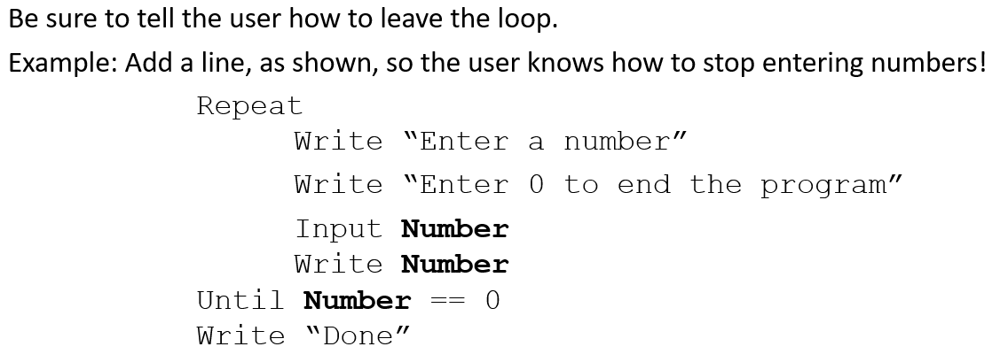 Be sure to tell the user how to leave the loop.
Example: Add a line, as shown, so the user knows how to stop entering numbers!
Repeat
Write “Enter a number”
Write “Enter 0 to end the program”
Input Number
Write Number
Until Number == 0
Write “Done”